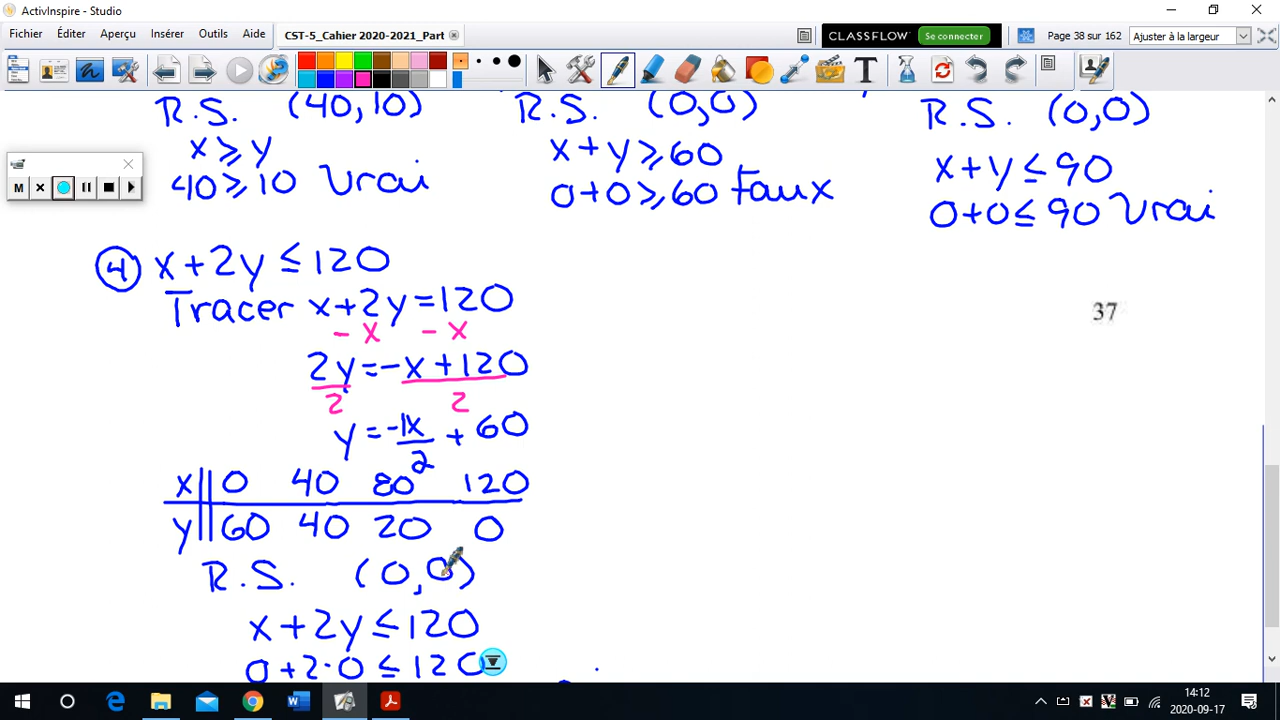 ActivInspire - Studio
Fichier Éditer Aperçu Insérer Outils Aide CST-5_Cahier 2020-2021_Part CLASSFLOW Se connecter Page 38 sur 162 Ajuster à la largeur
R.S. (40,10)
x ≥ y
40 ≥ 10 Vrai
R.S. (0,0)
x + y ≥ 60
0 + 0 ≥ 60 Faux
R.S. (0,0)
x + y ≤ 90
0 + 0 ≤ 90 Vrai
M
④ x + 2y ≤ 120
Tracer x + 2y = 120
- x - x
2y = -x + 120
2 2
y = -1x + 60
2
x 0 40 80 120
y 60 40 20 0
R.S. (0,0)
x + 2y ≤ 120
0 + 2·0 ≤ 120
37
14:12
2020-09-17